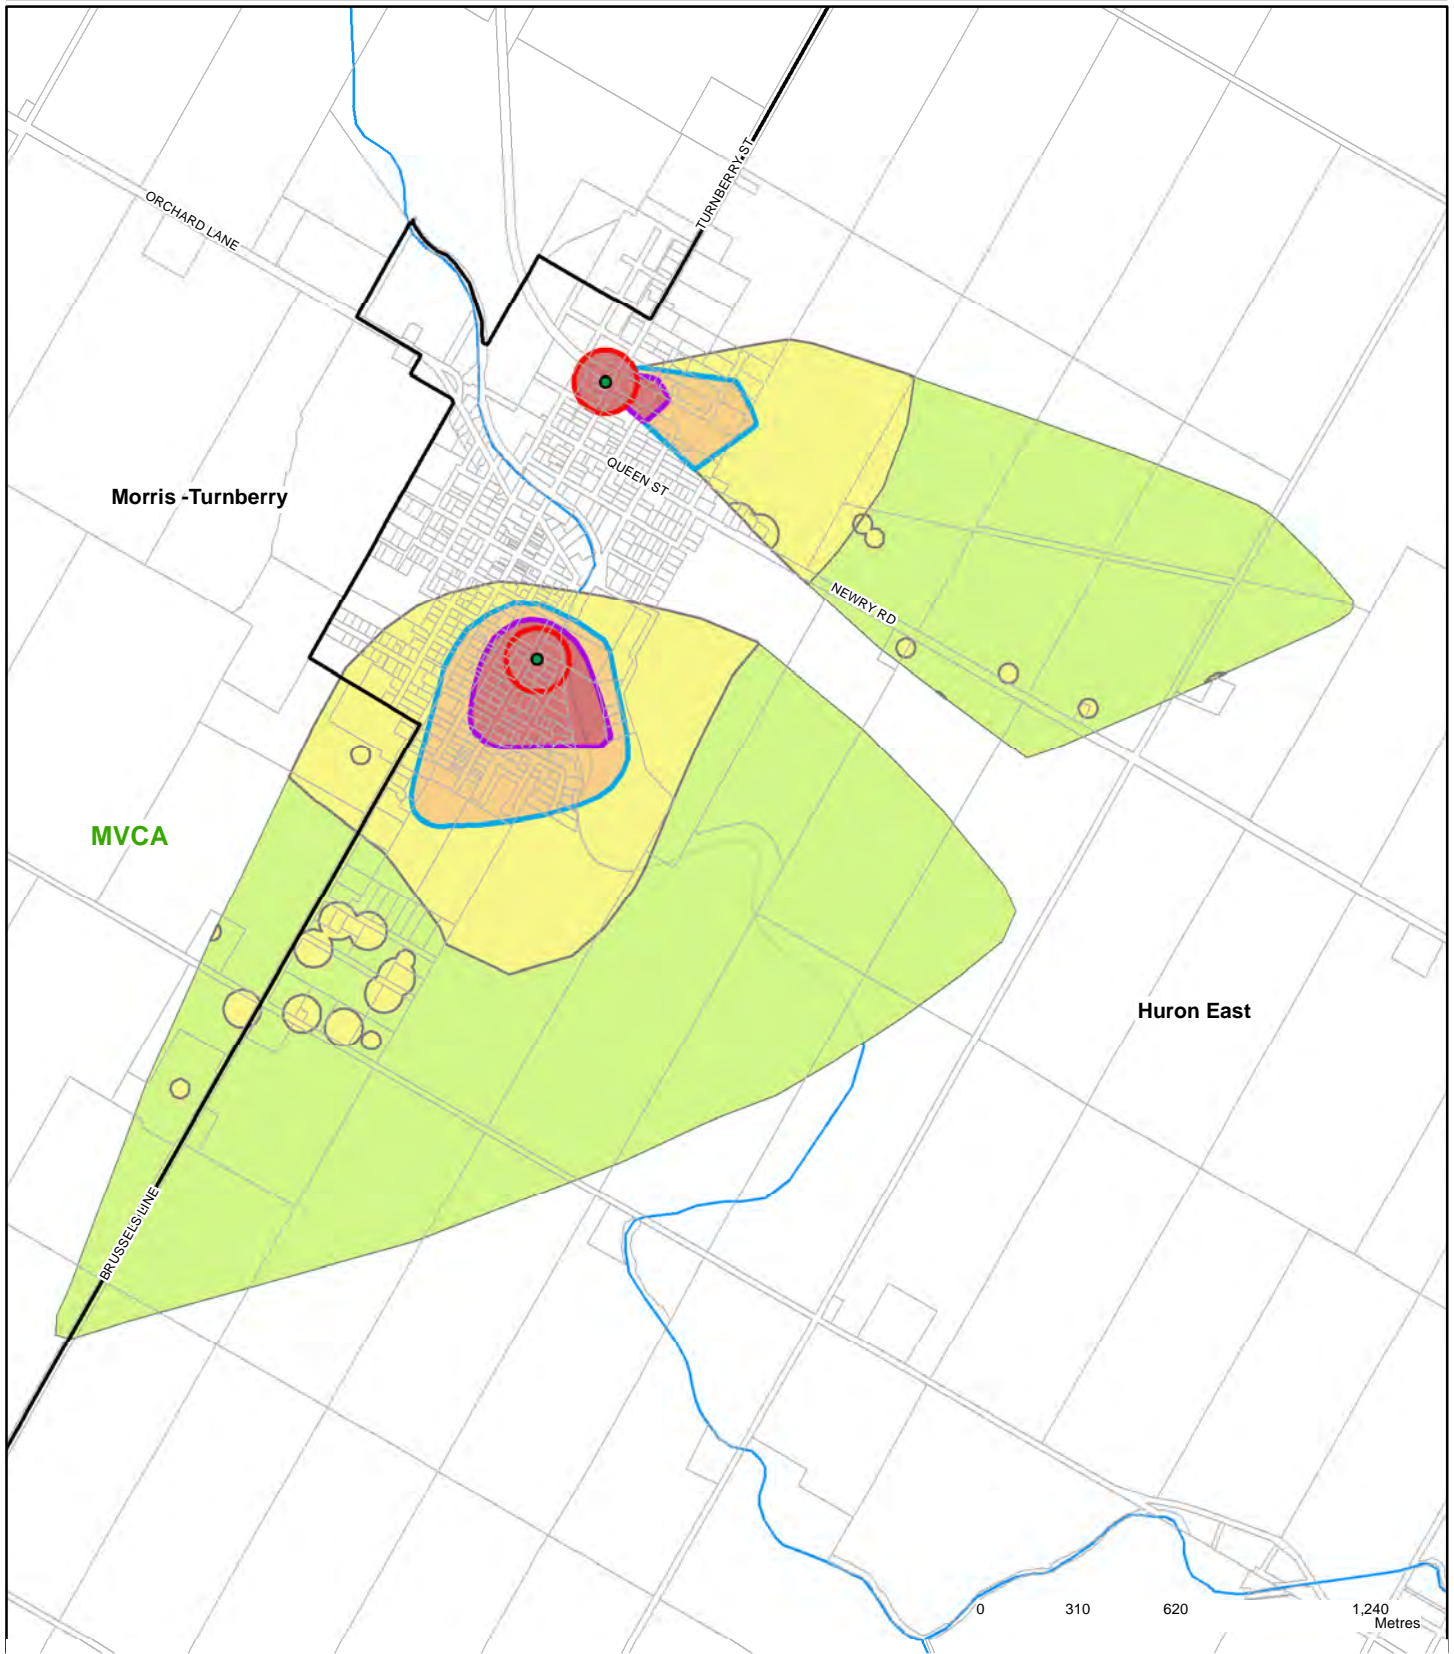 TURNBERRY ST
ORCHARD LANE
QUEEN ST
Morris -Turnberry
NEWRY RD
MVCA
Huron East
BRUSSELS LINE
0 310 620 1,240
Metres